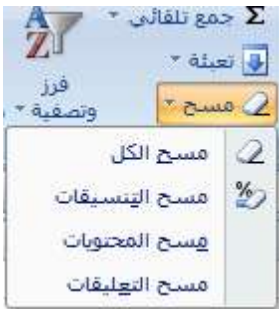 Σ جمع تلقائي
تعبئة
مسح
فرز
وتصفية
مسح الكل
مسح التنسيقات
مسح المحتويات
مسح التعليقات